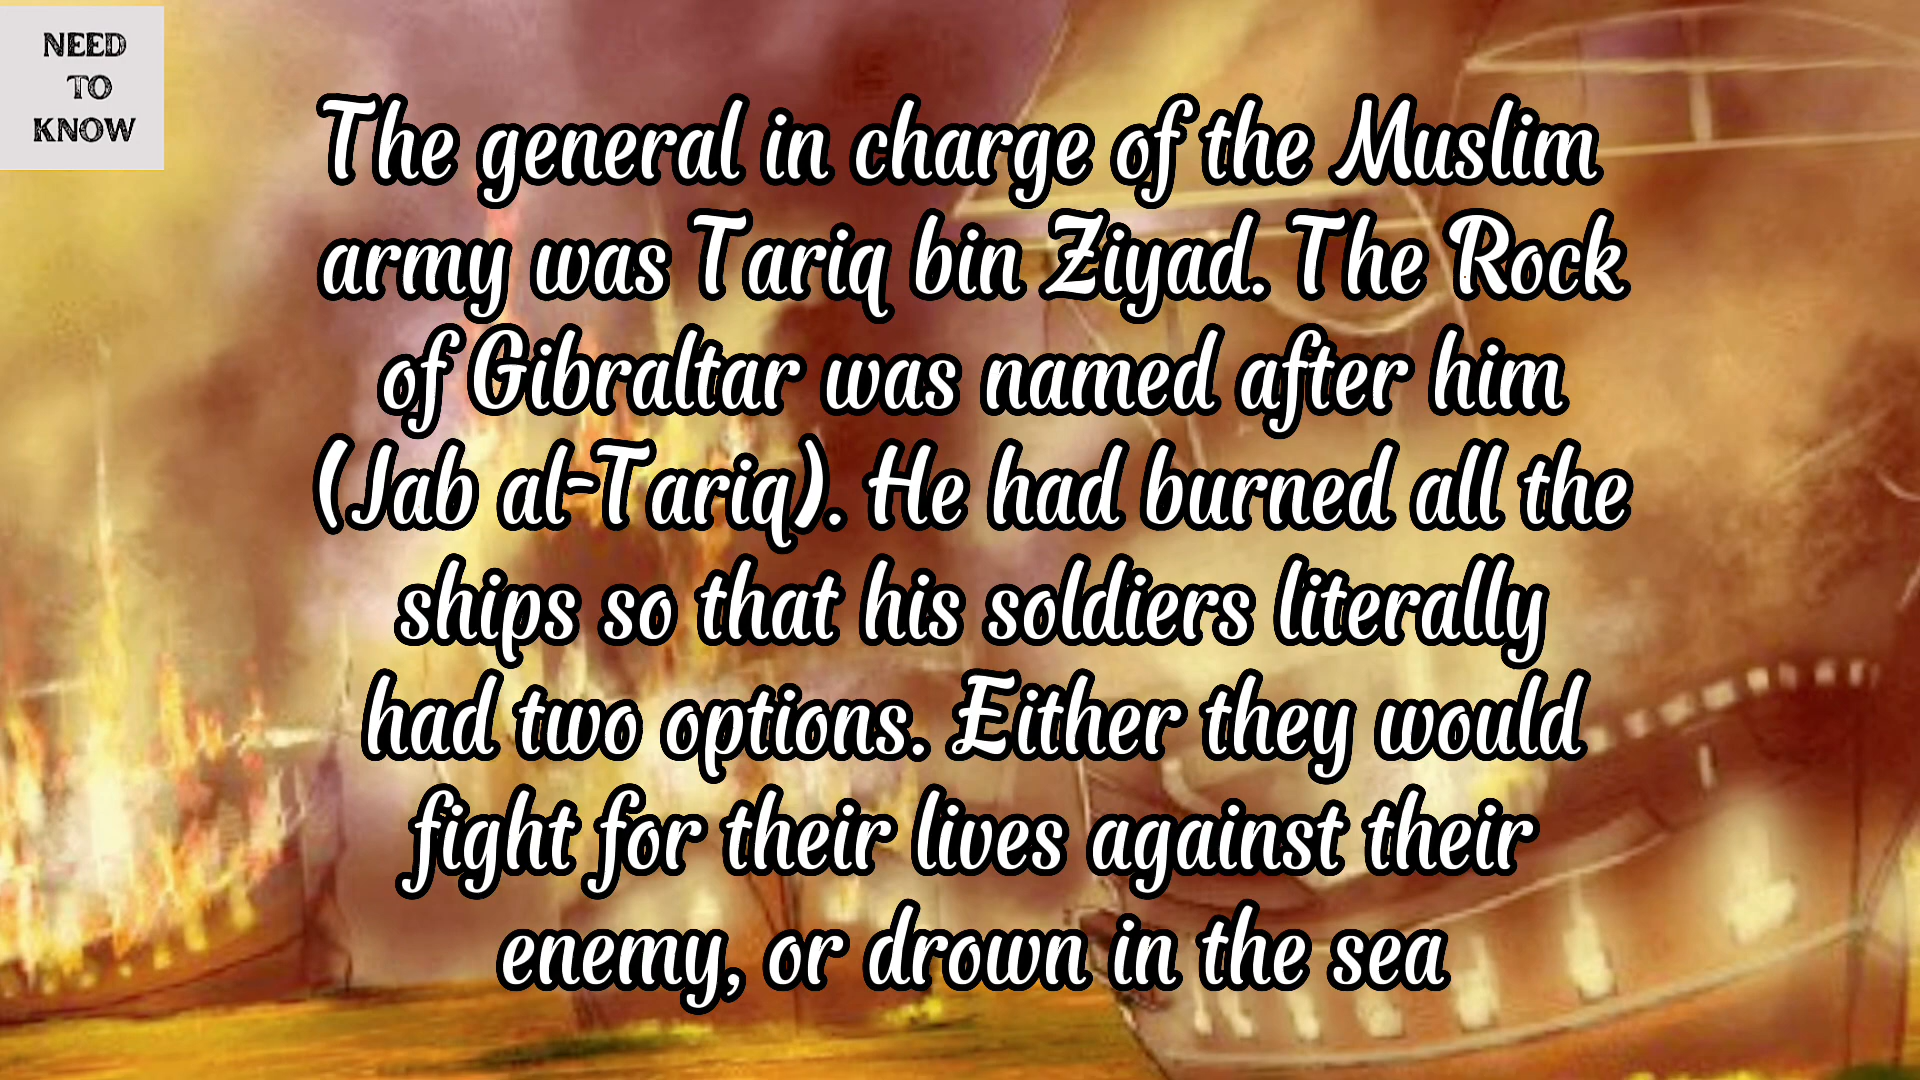 NEED
TO
KNOW
The general in charge of the Muslim
army was Tariq bin Ziyad. The Rock
of Gibraltar was named after him
(Jab al-Tariq). He had burned all the
ships so that his soldiers literally
had two options. Either they would
fight for their lives against their
enemy, or drown in the sea